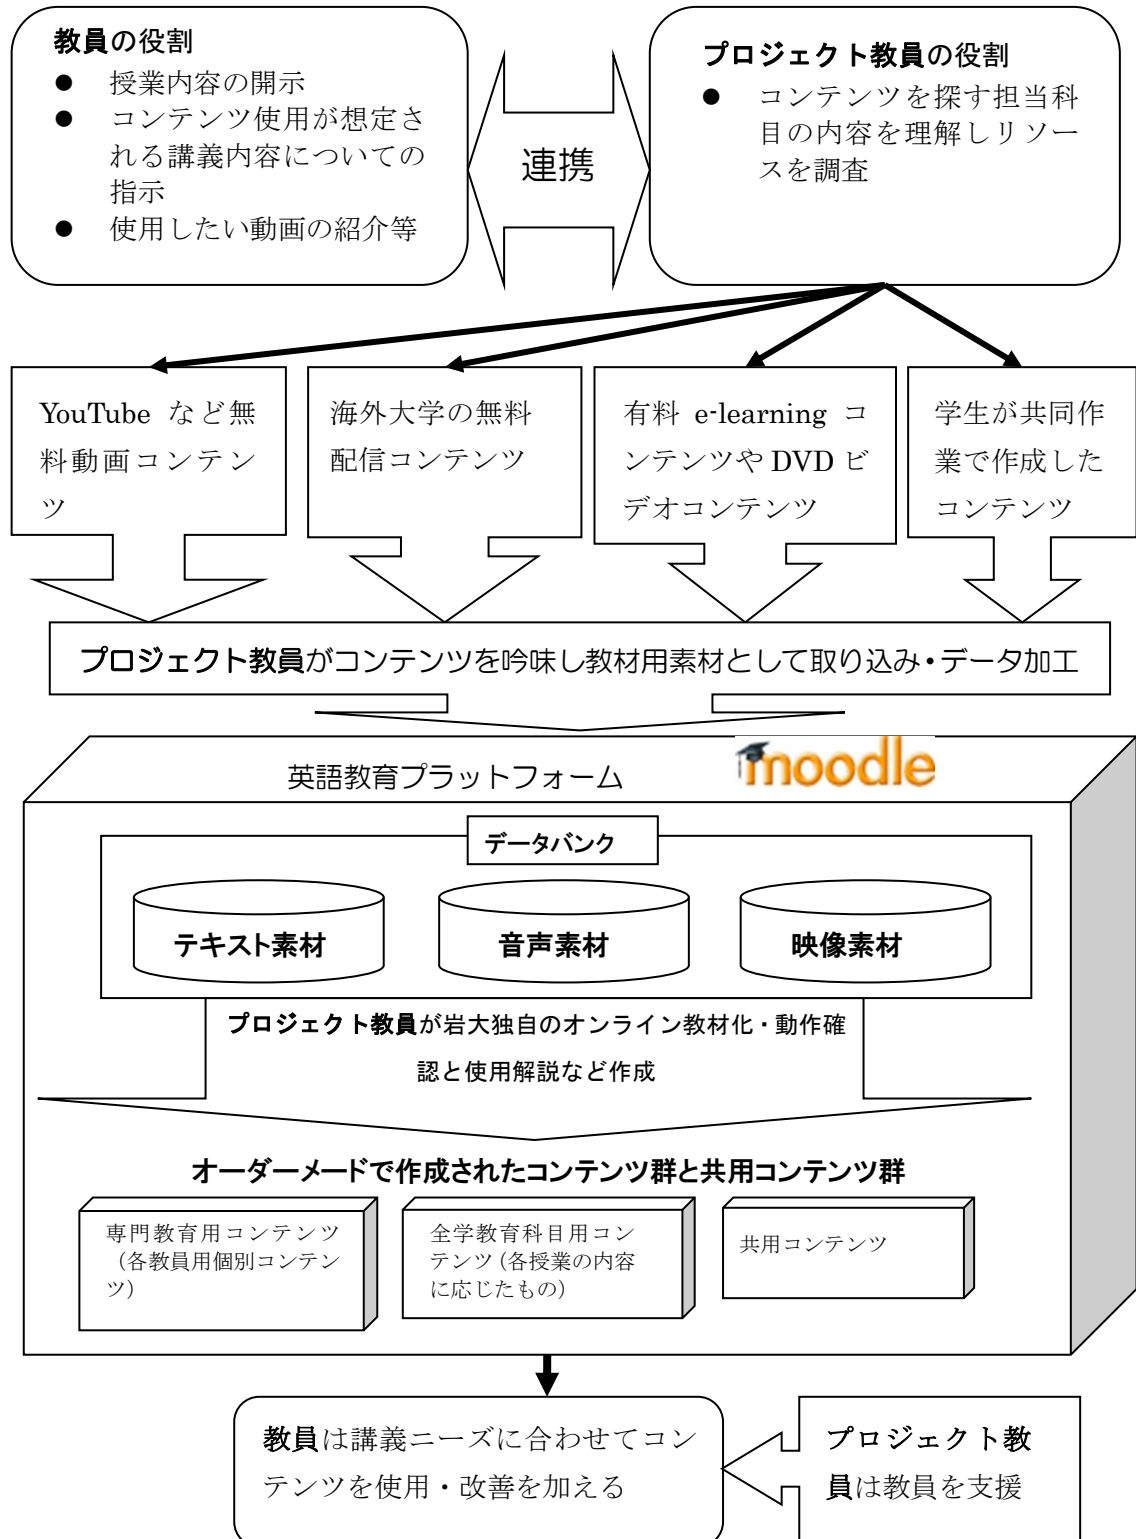 教員の役割
● 授業内容の開示
● コンテンツ使用が想定さ
れる講義内容についての
指示
● 使用したい動画の紹介等
連携
プロジェクト教員の役割
● コンテンツを探す担当科
目の内容を理解しリソー
スを調査
YouTube など無
料動画コンテン
ツ
海外大学の無料
配信コンテンツ
有料 e-learning コ
ンテンツや DVD ビ
デオコンテンツ
学生が共同作
業で作成した
コンテンツ
プロジェクト教員がコンテンツを吟味し教材用素材として取り込み・データ加工
英語教育プラットフォーム
moodle
データバンク
テキスト素材
音声素材
映像素材
プロジェクト教員が岩大独自のオンライン教材化・動作確
認と使用解説など作成
オーダーメードで作成されたコンテンツ群と共用コンテンツ群
専門教育用コンテンツ
（各教員用個別コンテン
ツ）
全学教育科目用コン
テンツ（各授業の内容
に応じたもの）
共用コンテンツ
教員は講義ニーズに合わせてコン
テンツを使用・改善を加える
プロジェクト教
員は教員を支援